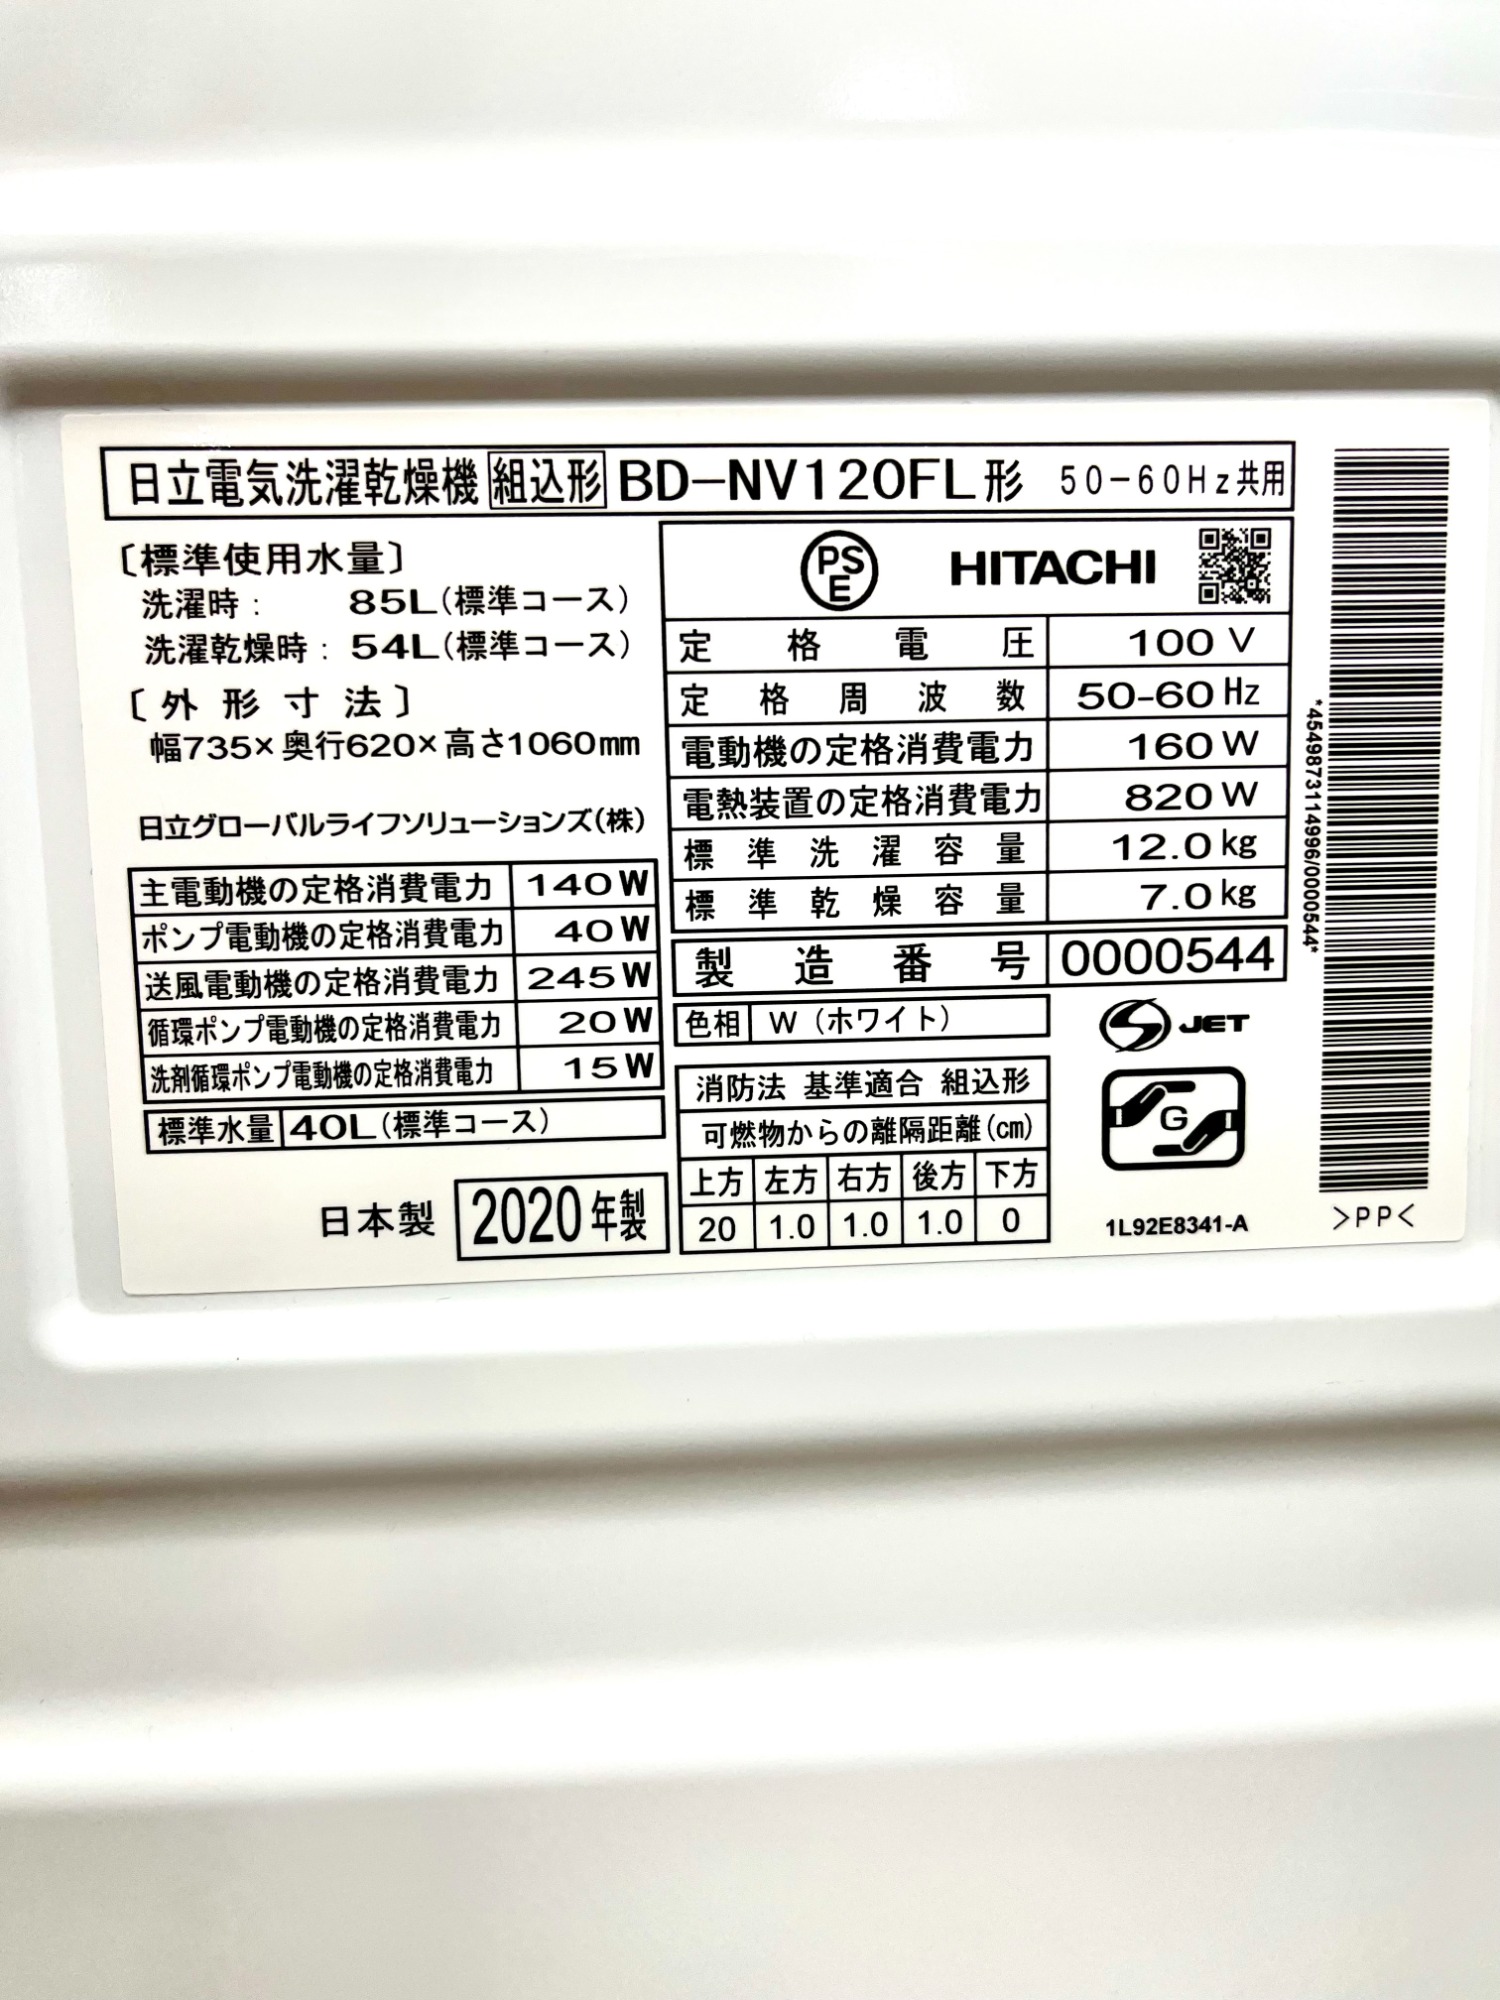 日立電気洗濯乾燥機 組込形 BD-NV120FL形 50-60Hz共用
〔標準使用水量〕
洗濯時: 85L(標準コース)
洗濯乾燥時: 54L(標準コース)
〔外形寸法〕
幅735×奥行620×高さ1060mm
日立グローバルライフソリューションズ(株)
主電動機の定格消費電力 140W
ポンプ電動機の定格消費電力 40W
送風電動機の定格消費電力 245W
循環ポンプ電動機の定格消費電力 20W
洗剤循環ポンプ電動機の定格消費電力 15W
標準水量 40L(標準コース)
日本製 2020年製
PSE HITACHI
定格電圧 100V
定格周波数 50-60Hz
電動機の定格消費電力 160W
電熱装置の定格消費電力 820W
標準洗濯容量 12.0kg
標準乾燥容量 7.0kg
製造番号 0000544
色相 W(ホワイト)
消防法 基準適合 組込形
可燃物からの離隔距離(cm)
上方 左方 右方 後方 下方
20 1.0 1.0 1.0 0
S JET
G
1L92E8341-A
*4549873114996/0000544*
>PP<